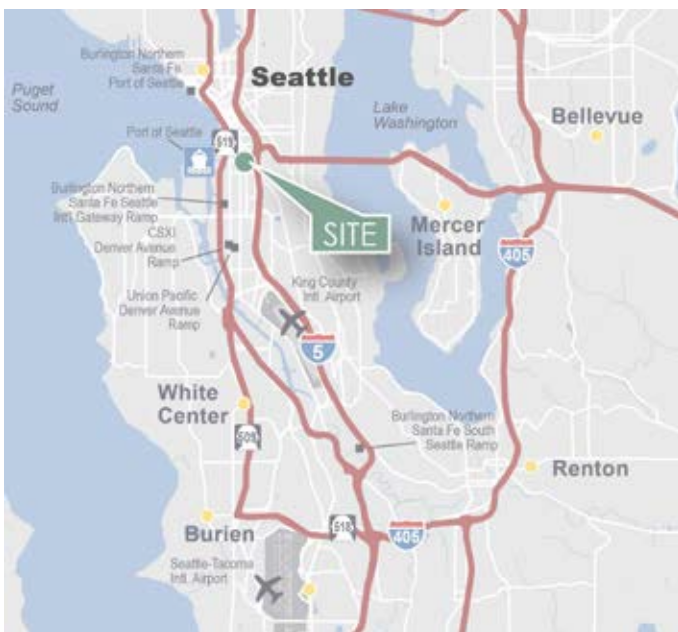 Burlington Northern
Santa Fe
Port of Seattle
Seattle
Puget
Sound
Lake
Washington
Bellevue
Port of Seattle
519
Burlington Northern
Santa Fe Seattle
Int'l Gateway Ramp
CSXI
Denver Avenue
Ramp
SITE
Mercer
Island
405
Union Pacific
Denver Avenue
Ramp
King County
Intl. Airport
5
White
Center
509
Burlington Northern
Santa Fe South
Seattle Ramp
Renton
Burien
518
405
Seattle-Tacoma
Intl. Airport